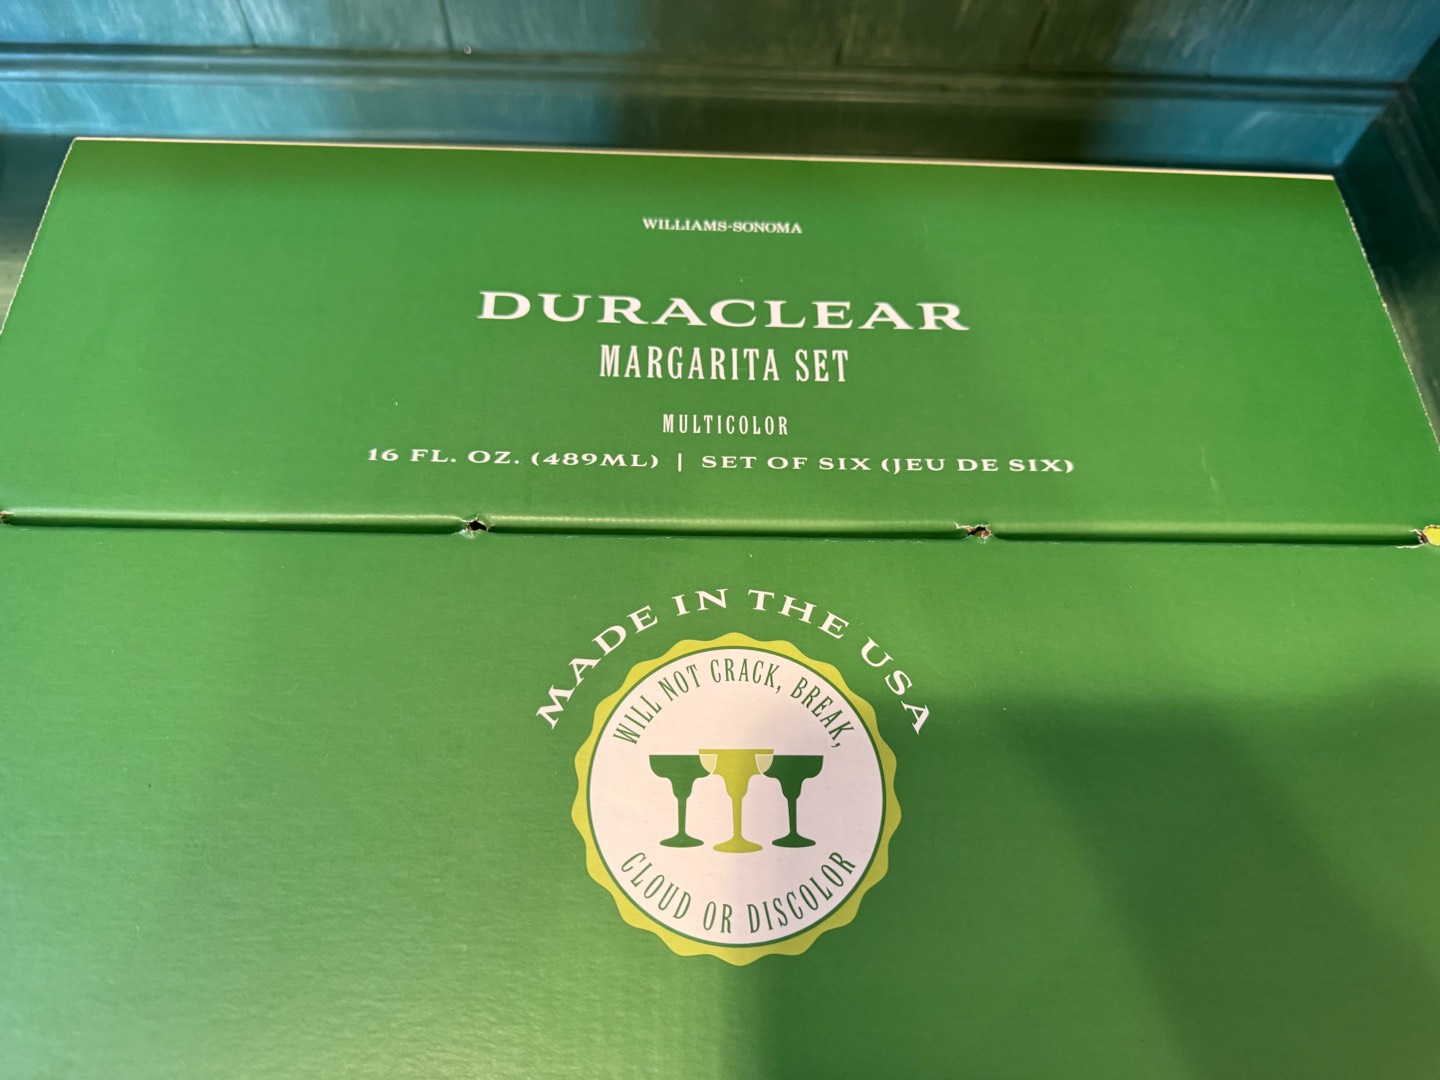 WILLIAMS-SONOMA
DURACLEAR
MARGARITA SET
MULTICOLOR
16 FL. OZ. (489ML) | SET OF SIX (JEU DE SIX)
MADE IN THE USA
WILL NOT CRACK, BREAK,
CLOUD OR DISCOLOR